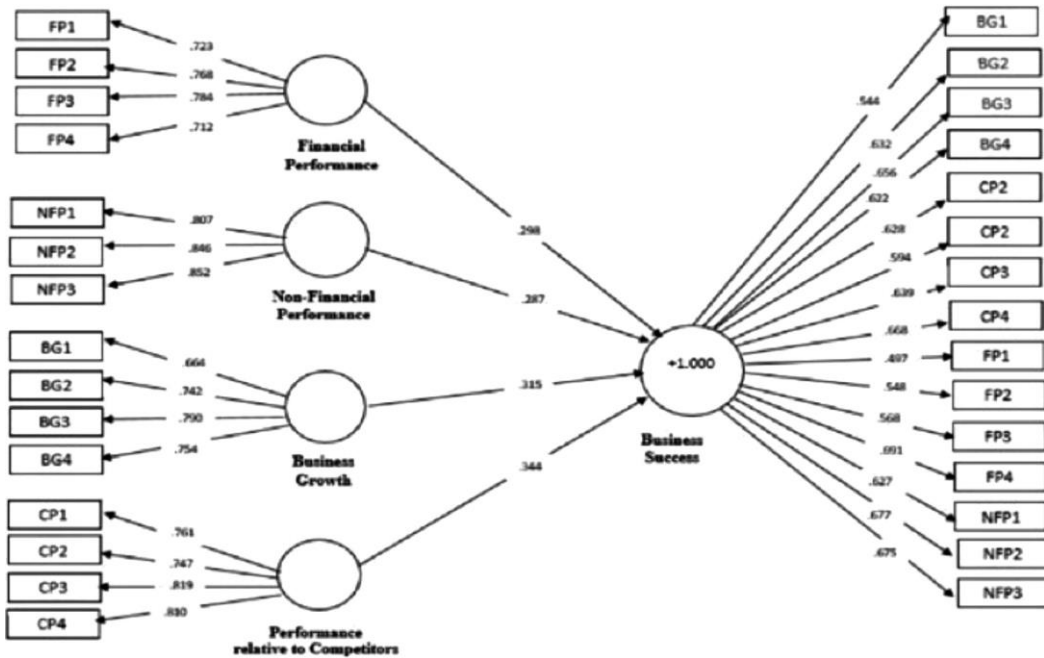 FP1
FP2
FP3
FP4
.723
.768
.784
.712
Financial
Performance
NFP1
NFP2
NFP3
.807
.846
.852
Non-Financial
Performance
BG1
BG2
BG3
BG4
.664
.742
.790
.754
Business
Growth
CP1
CP2
CP3
CP4
.761
.747
.819
.810
Performance
relative to Competitors
.298
.287
.315
.344
+1.000
Business
Success
.544
.632
.656
.622
.628
.594
.639
.668
.497
.548
.568
.691
.627
.677
.675
BG1
BG2
BG3
BG4
CP2
CP2
CP3
CP4
FP1
FP2
FP3
FP4
NFP1
NFP2
NFP3